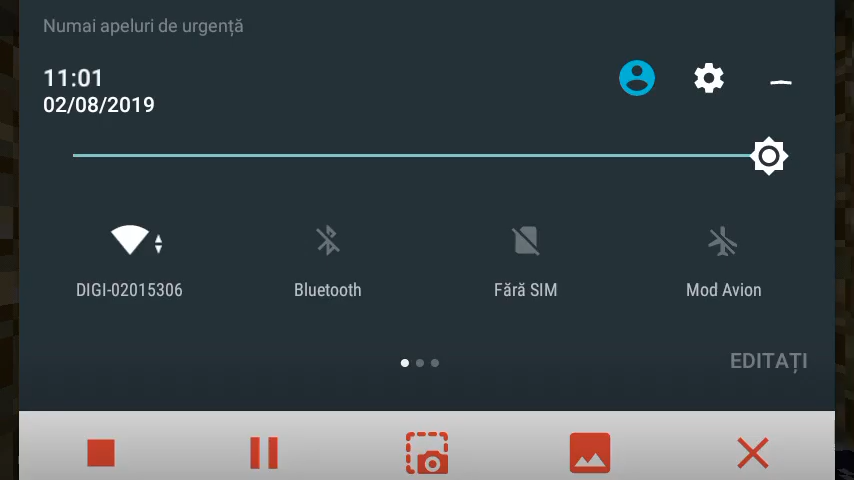 Numai apeluri de urgență
11:01
02/08/2019
DIGI-02015306
Bluetooth
Fără SIM
Mod Avion
EDITAȚI